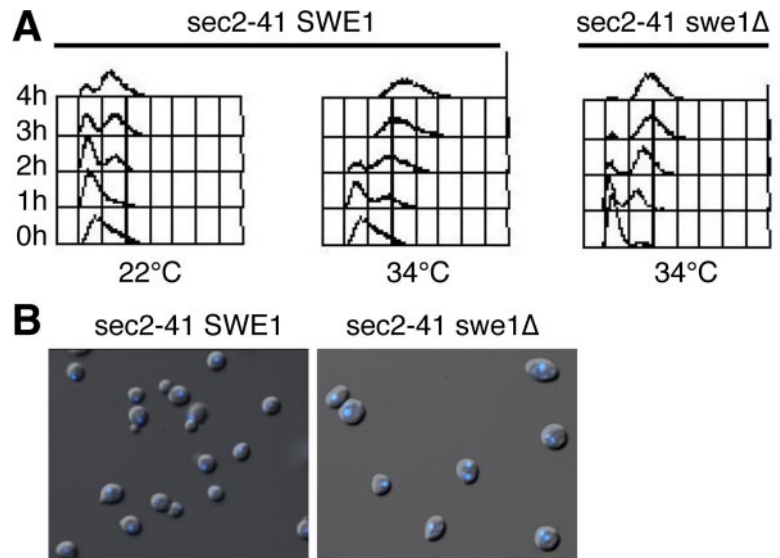 A
sec2-41 SWE1
sec2-41 swe1Δ
4h
3h
2h
1h
0h
22°C
34°C
34°C
B
sec2-41 SWE1
sec2-41 swe1Δ